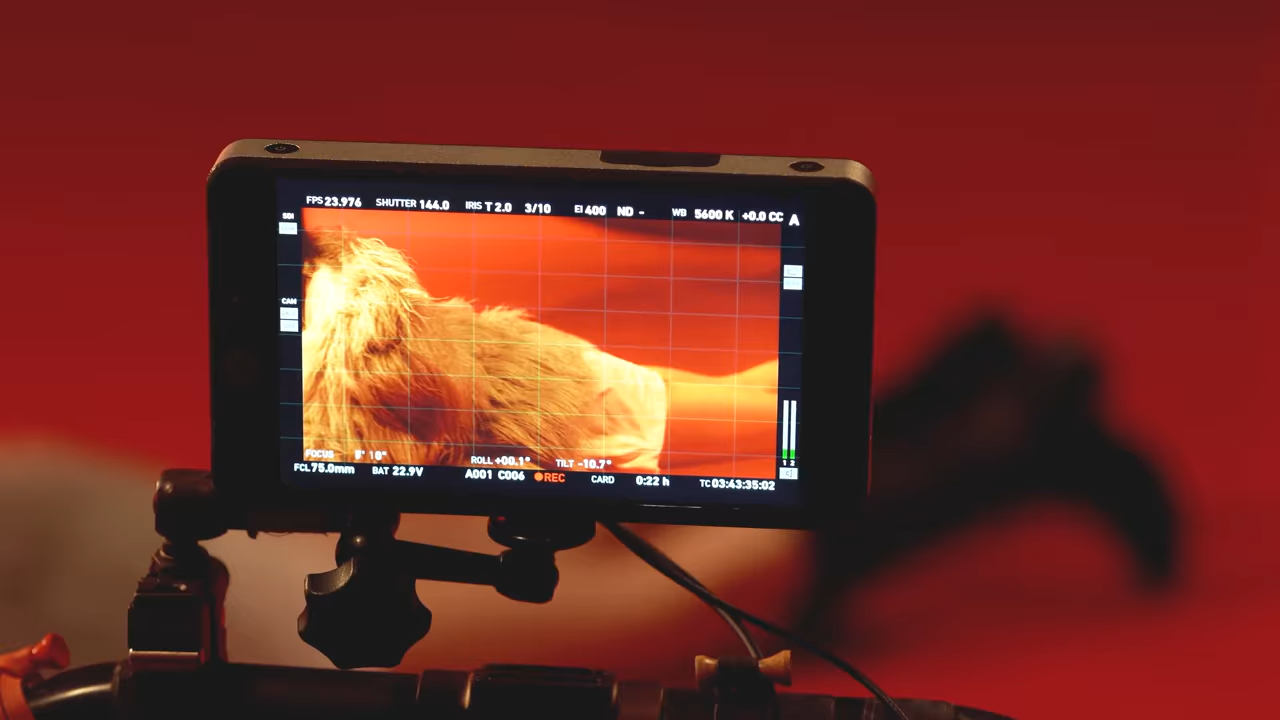 FPS 23.976 SHUTTER 144.0 IRIS T 2.0 3/10 EI 400 ND - WB 5600 K +0.0 CC A
SDI
CAM
FOCUS ROLL +00.1° TILT -10.7°
1 2
FCL 75.0mm BAT 22.9V A001 C006 REC CARD 0:22 h TC 03:43:35:02